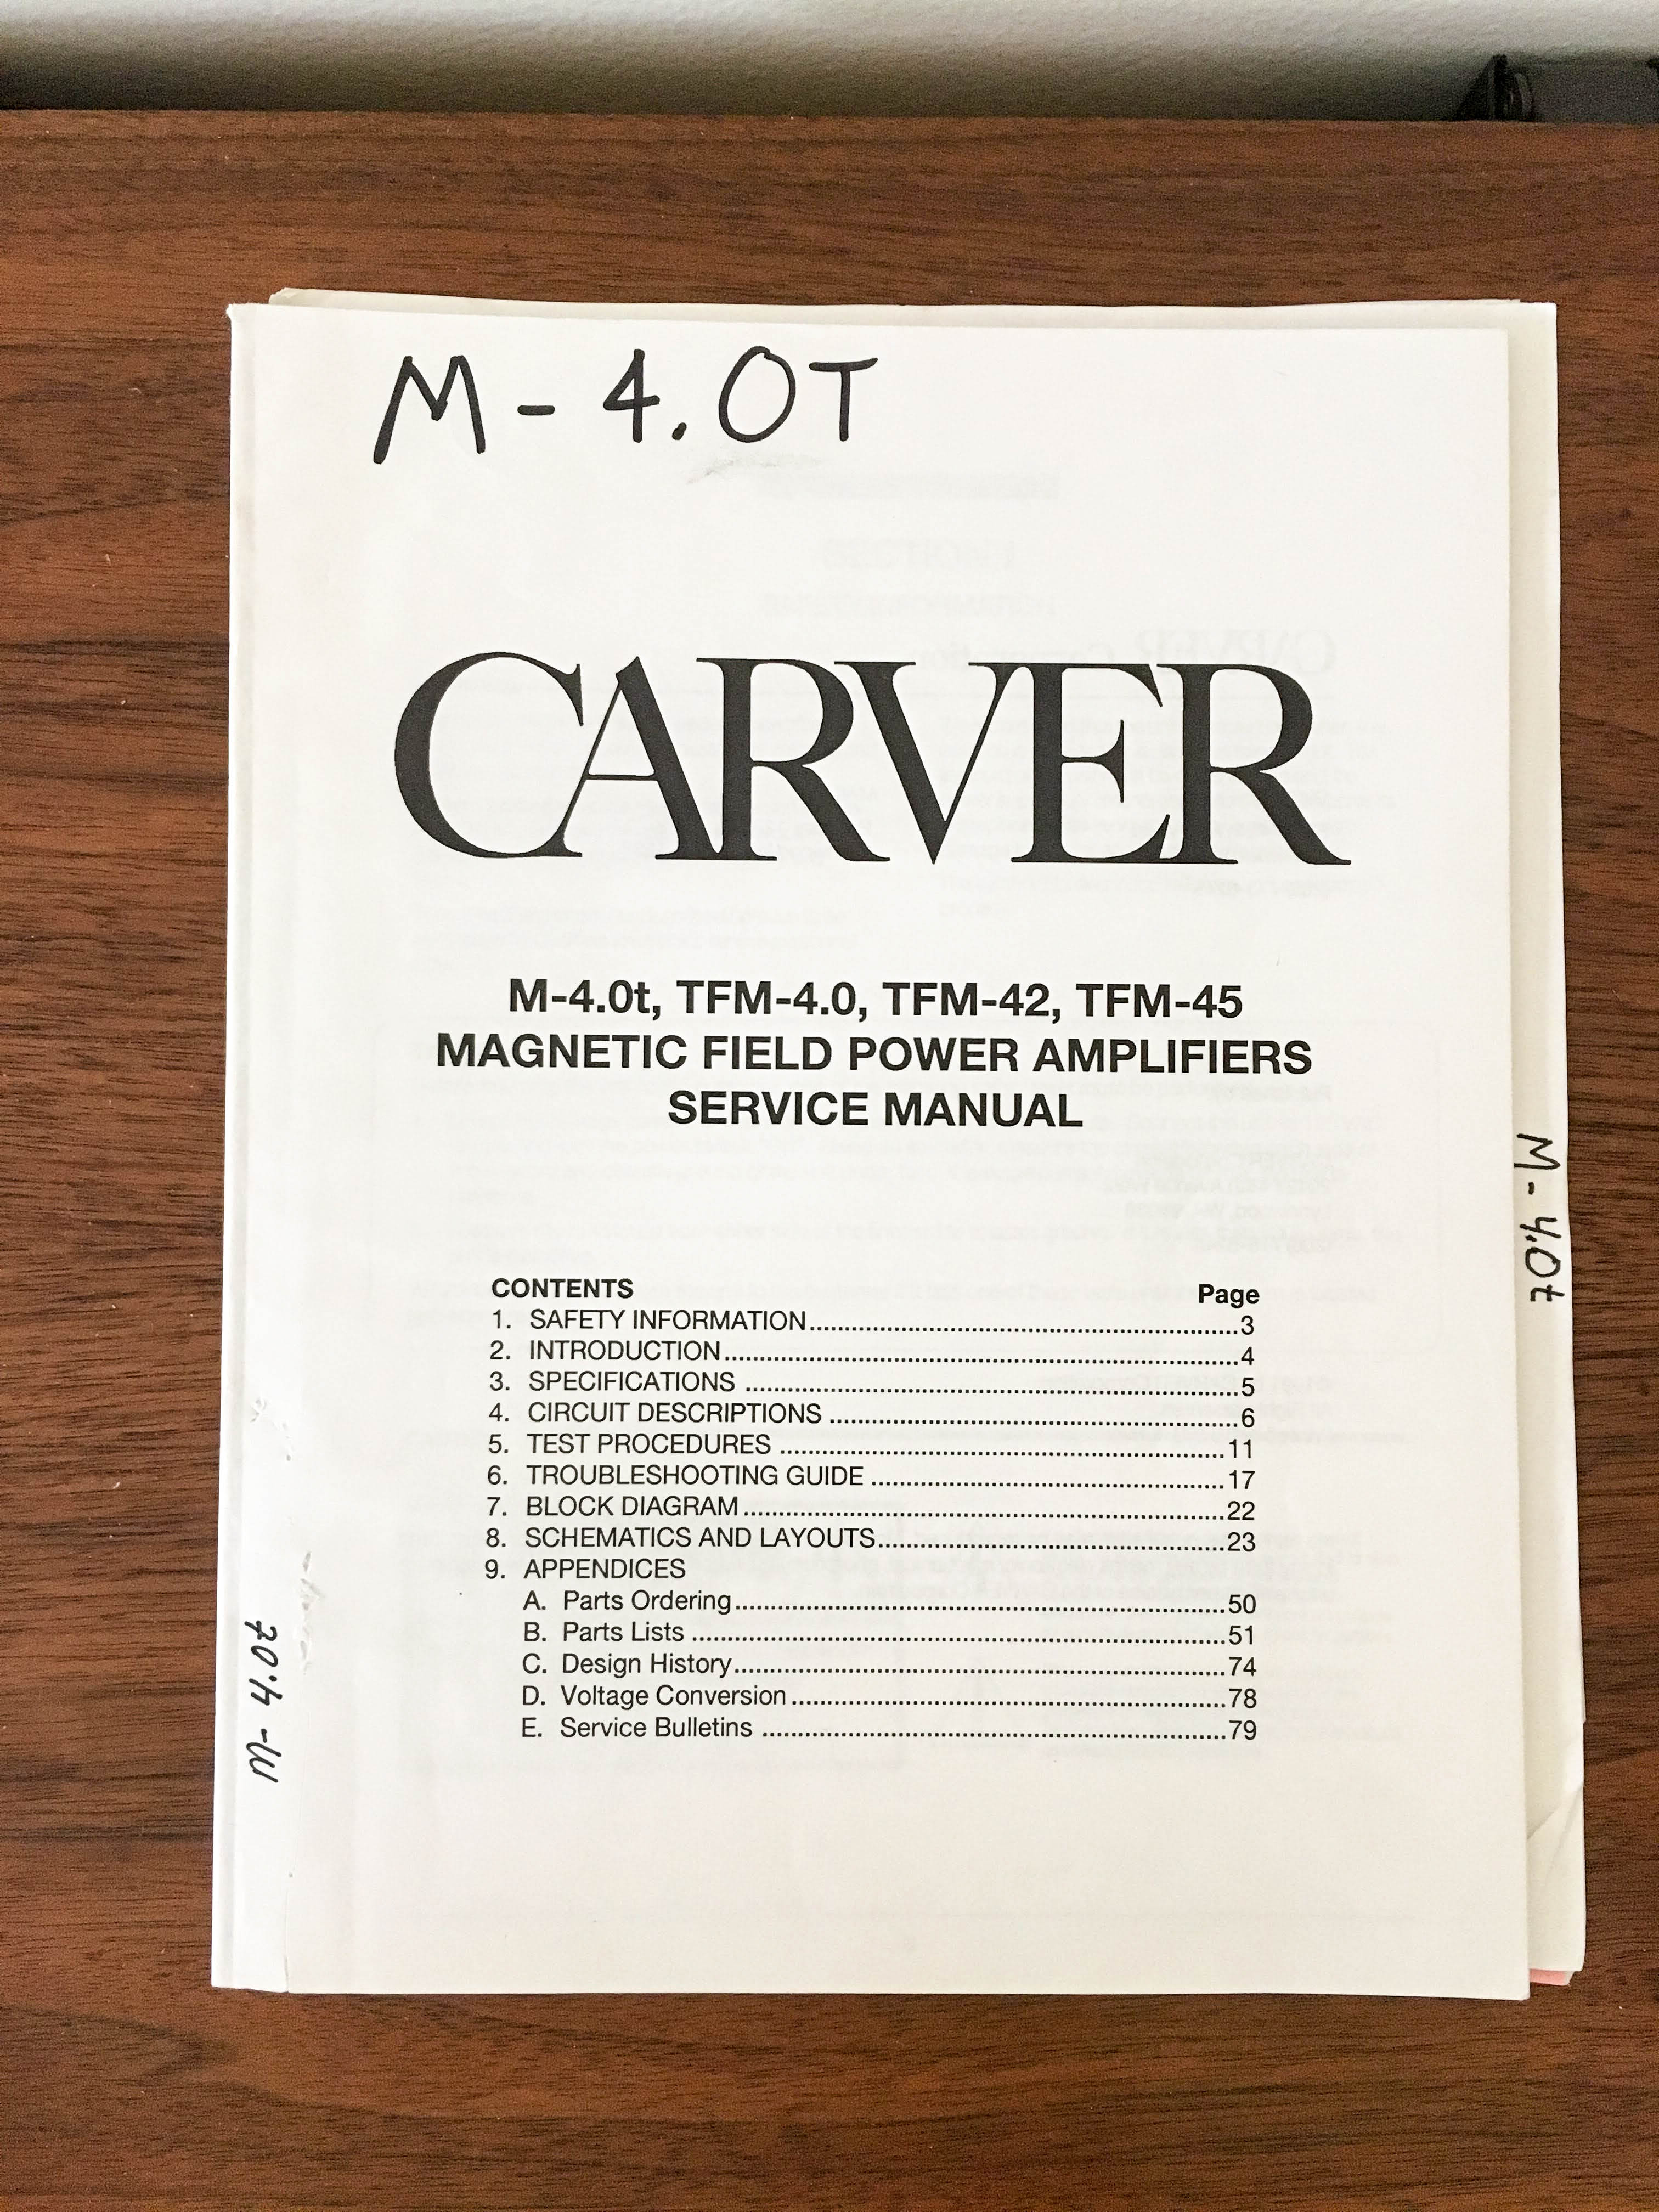 M-4.0T
CARVER
M-4.0t, TFM-4.0, TFM-42, TFM-45
MAGNETIC FIELD POWER AMPLIFIERS
SERVICE MANUAL
M-4.0t
CONTENTS Page
1. SAFETY INFORMATION 3
2. INTRODUCTION 4
3. SPECIFICATIONS 5
4. CIRCUIT DESCRIPTIONS 6
5. TEST PROCEDURES 11
6. TROUBLESHOOTING GUIDE 17
7. BLOCK DIAGRAM 22
8. SCHEMATICS AND LAYOUTS 23
9. APPENDICES
A. Parts Ordering 50
B. Parts Lists 51
C. Design History 74
D. Voltage Conversion 78
E. Service Bulletins 79
M-4.0t